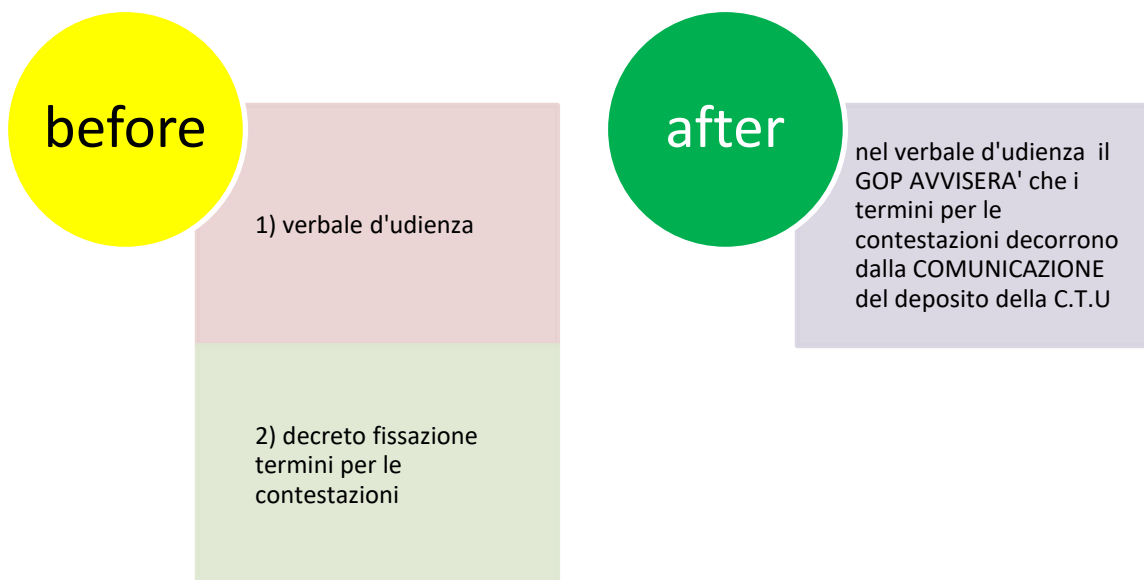 before
1) verbale d'udienza
2) decreto fissazione
termini per le
contestazioni
after
nel verbale d'udienza il
GOP AVVISERA' che i
termini per le
contestazioni decorrono
dalla COMUNICAZIONE
del deposito della C.T.U